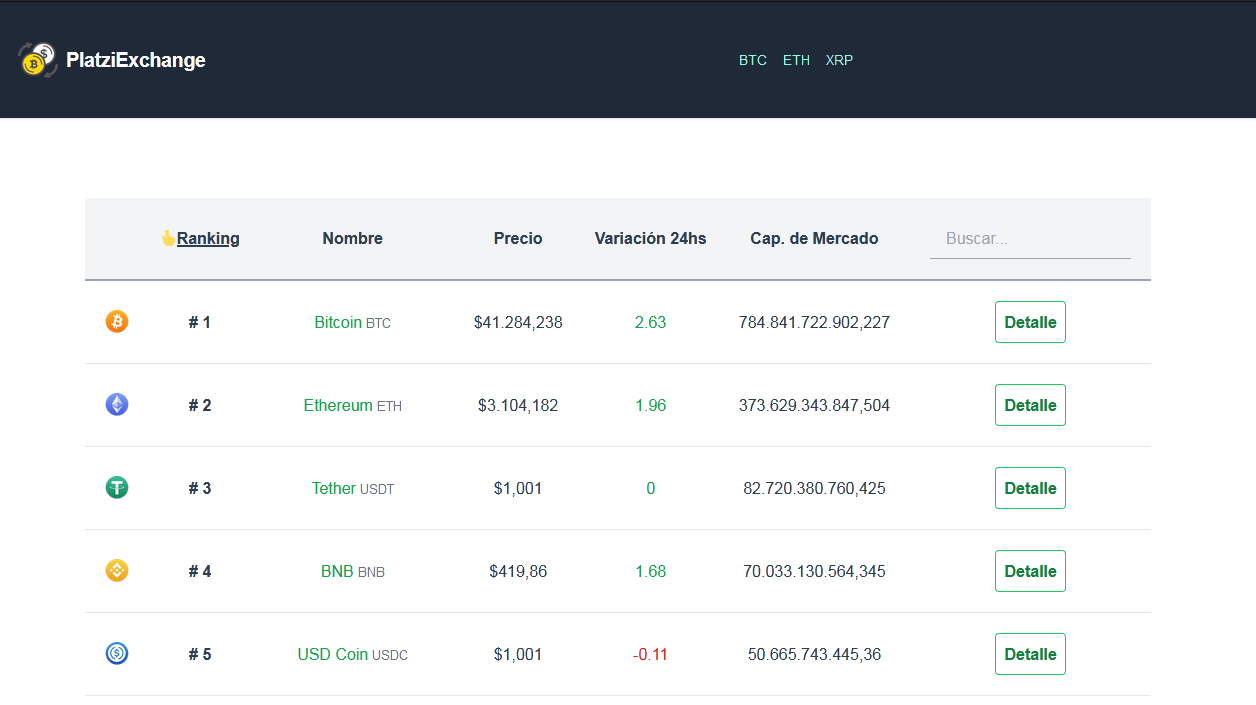 PlatziExchange
BTC ETH XRP
👆Ranking Nombre Precio Variación 24hs Cap. de Mercado Buscar...
# 1 Bitcoin BTC $41.284,238 2.63 784.841.722.902,227 Detalle
# 2 Ethereum ETH $3.104,182 1.96 373.629.343.847,504 Detalle
# 3 Tether USDT $1,001 0 82.720.380.760,425 Detalle
# 4 BNB BNB $419,86 1.68 70.033.130.564,345 Detalle
# 5 USD Coin USDC $1,001 -0.11 50.665.743.445,36 Detalle